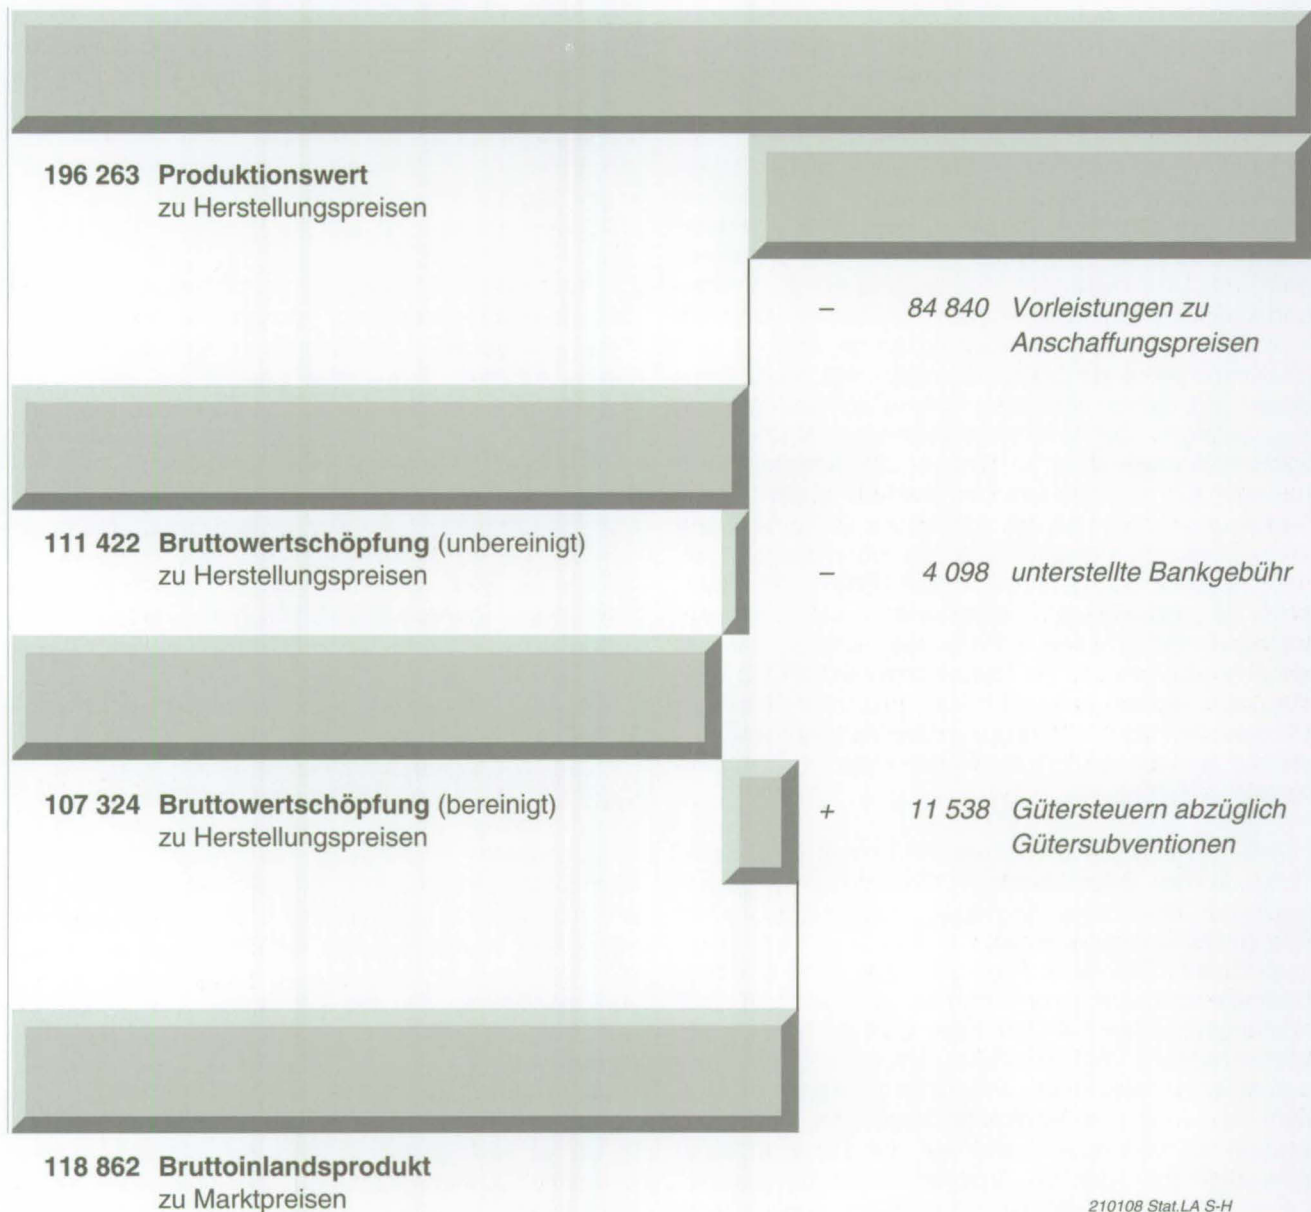 196 263 Produktionswert
zu Herstellungspreisen
– 84 840 Vorleistungen zu
Anschaffungspreisen
111 422 Bruttowertschöpfung (unbereinigt)
zu Herstellungspreisen
– 4 098 unterstellte Bankgebühr
107 324 Bruttowertschöpfung (bereinigt)
zu Herstellungspreisen
+ 11 538 Gütersteuern abzüglich
Gütersubventionen
118 862 Bruttoinlandsprodukt
zu Marktpreisen
210108 Stat.LA S-H